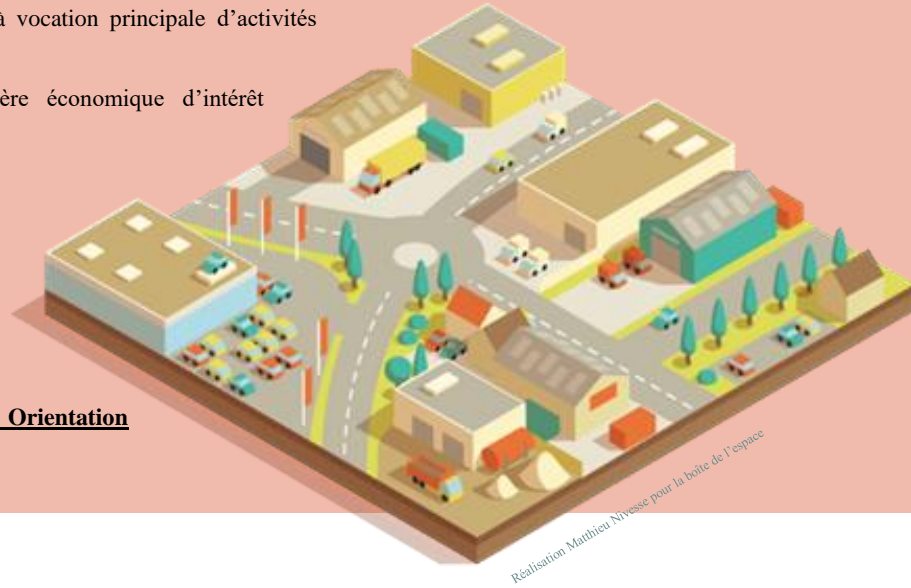 à vocation principale d’activités
ère économique d’intérêt
Orientation
Réalisation Matthieu Nivesse pour la boîte de l’espace